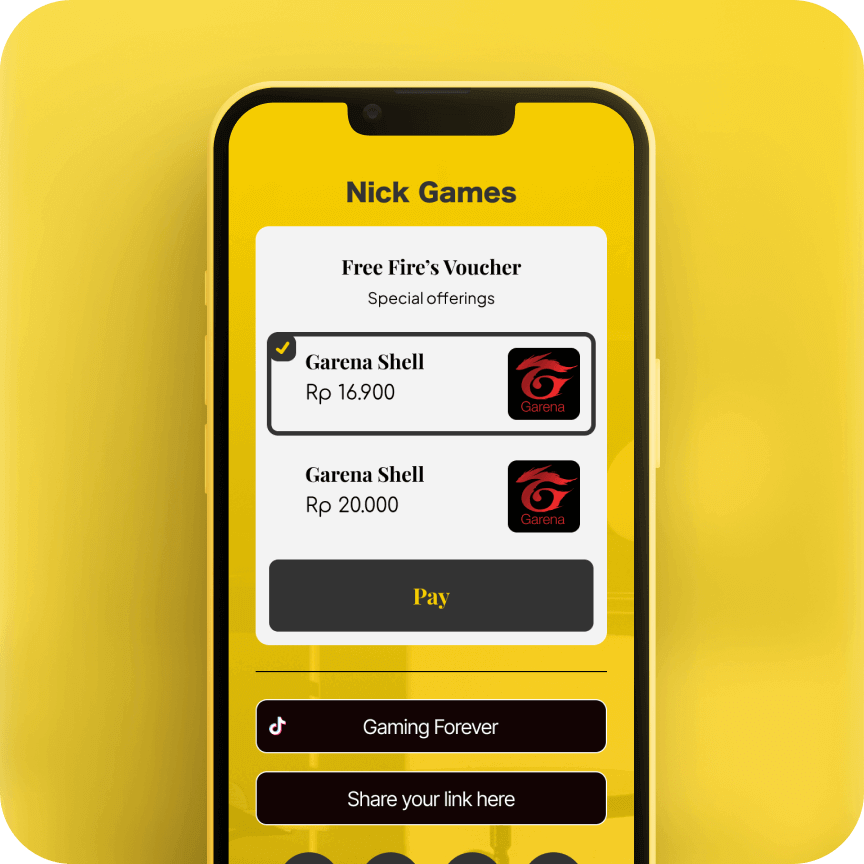 Nick Games
Free Fire’s Voucher
Special offerings
Garena Shell
Rp 16.900
Garena
Garena Shell
Rp 20.000
Garena
Pay
Gaming Forever
Share your link here